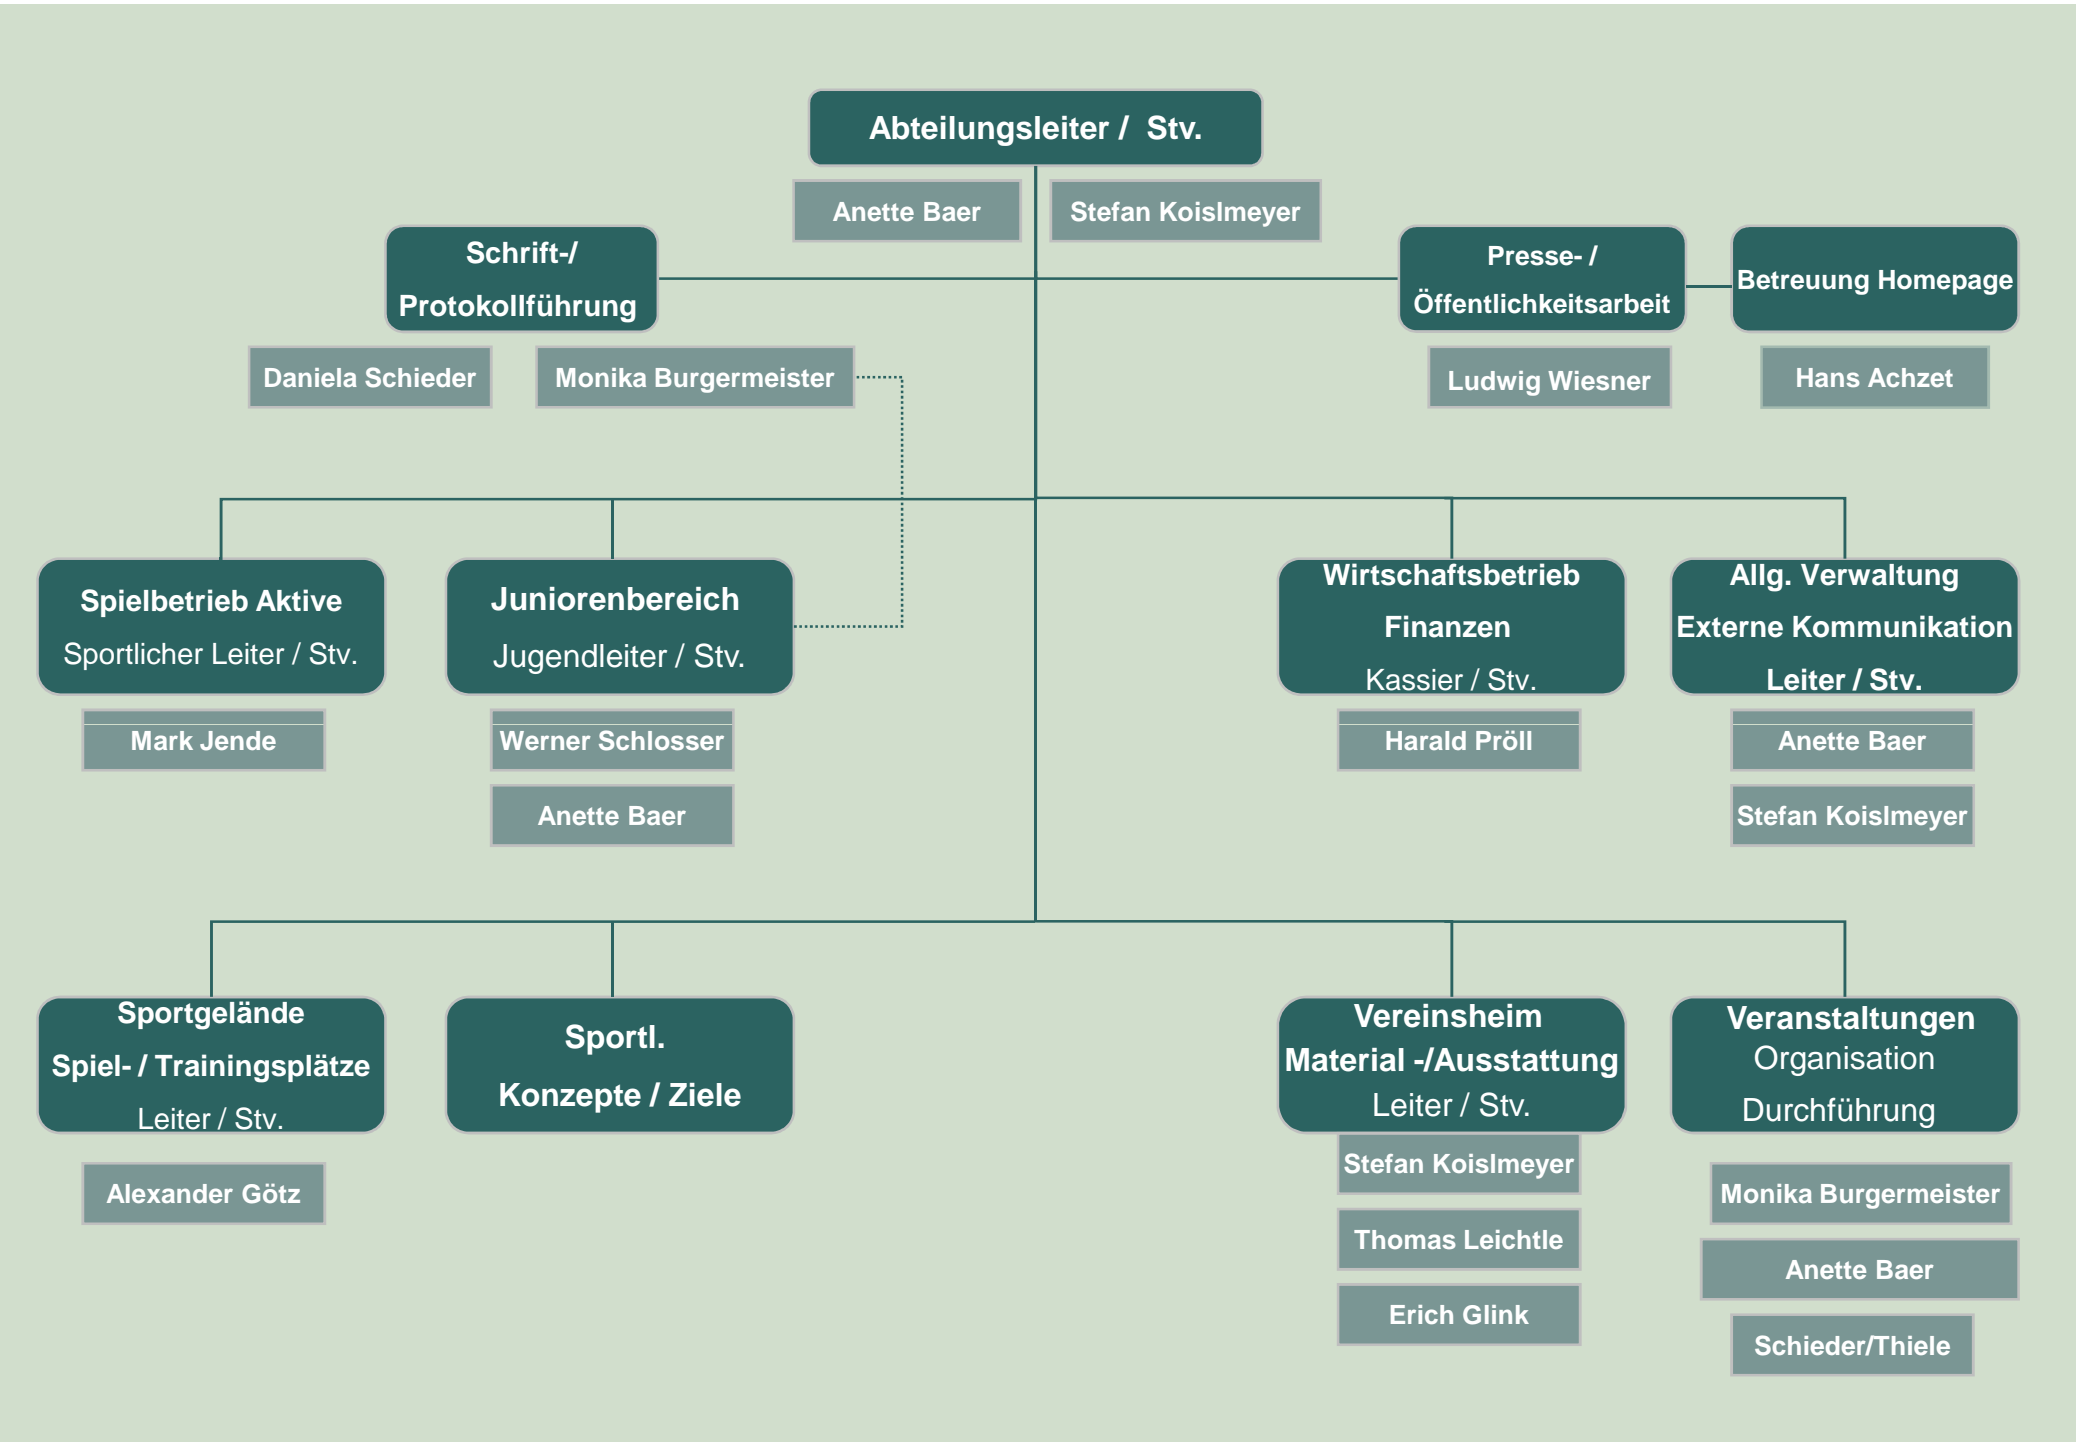 Abteilungsleiter /  Stv.
Anette Baer
Stefan Koislmeyer
Schrift-/
Protokollführung
Daniela Schieder
Monika Burgermeister
Presse- /
Öffentlichkeitsarbeit
Ludwig Wiesner
Betreuung Homepage
Hans Achzet
Spielbetrieb Aktive
Sportlicher Leiter / Stv.
Mark Jende
Juniorenbereich
Jugendleiter / Stv.
Werner Schlosser
Anette Baer
Wirtschaftsbetrieb
Finanzen
Kassier / Stv.
Harald Pröll
Allg. Verwaltung
Externe Kommunikation
Leiter / Stv.
Anette Baer
Stefan Koislmeyer
Sportgelände
Spiel- / Trainingsplätze
Leiter / Stv.
Alexander Götz
Sportl.
Konzepte / Ziele
Vereinsheim
Material -/Ausstattung
Leiter / Stv.
Stefan Koislmeyer
Thomas Leichtle
Erich Glink
Veranstaltungen
Organisation
Durchführung
Monika Burgermeister
Anette Baer
Schieder/Thiele